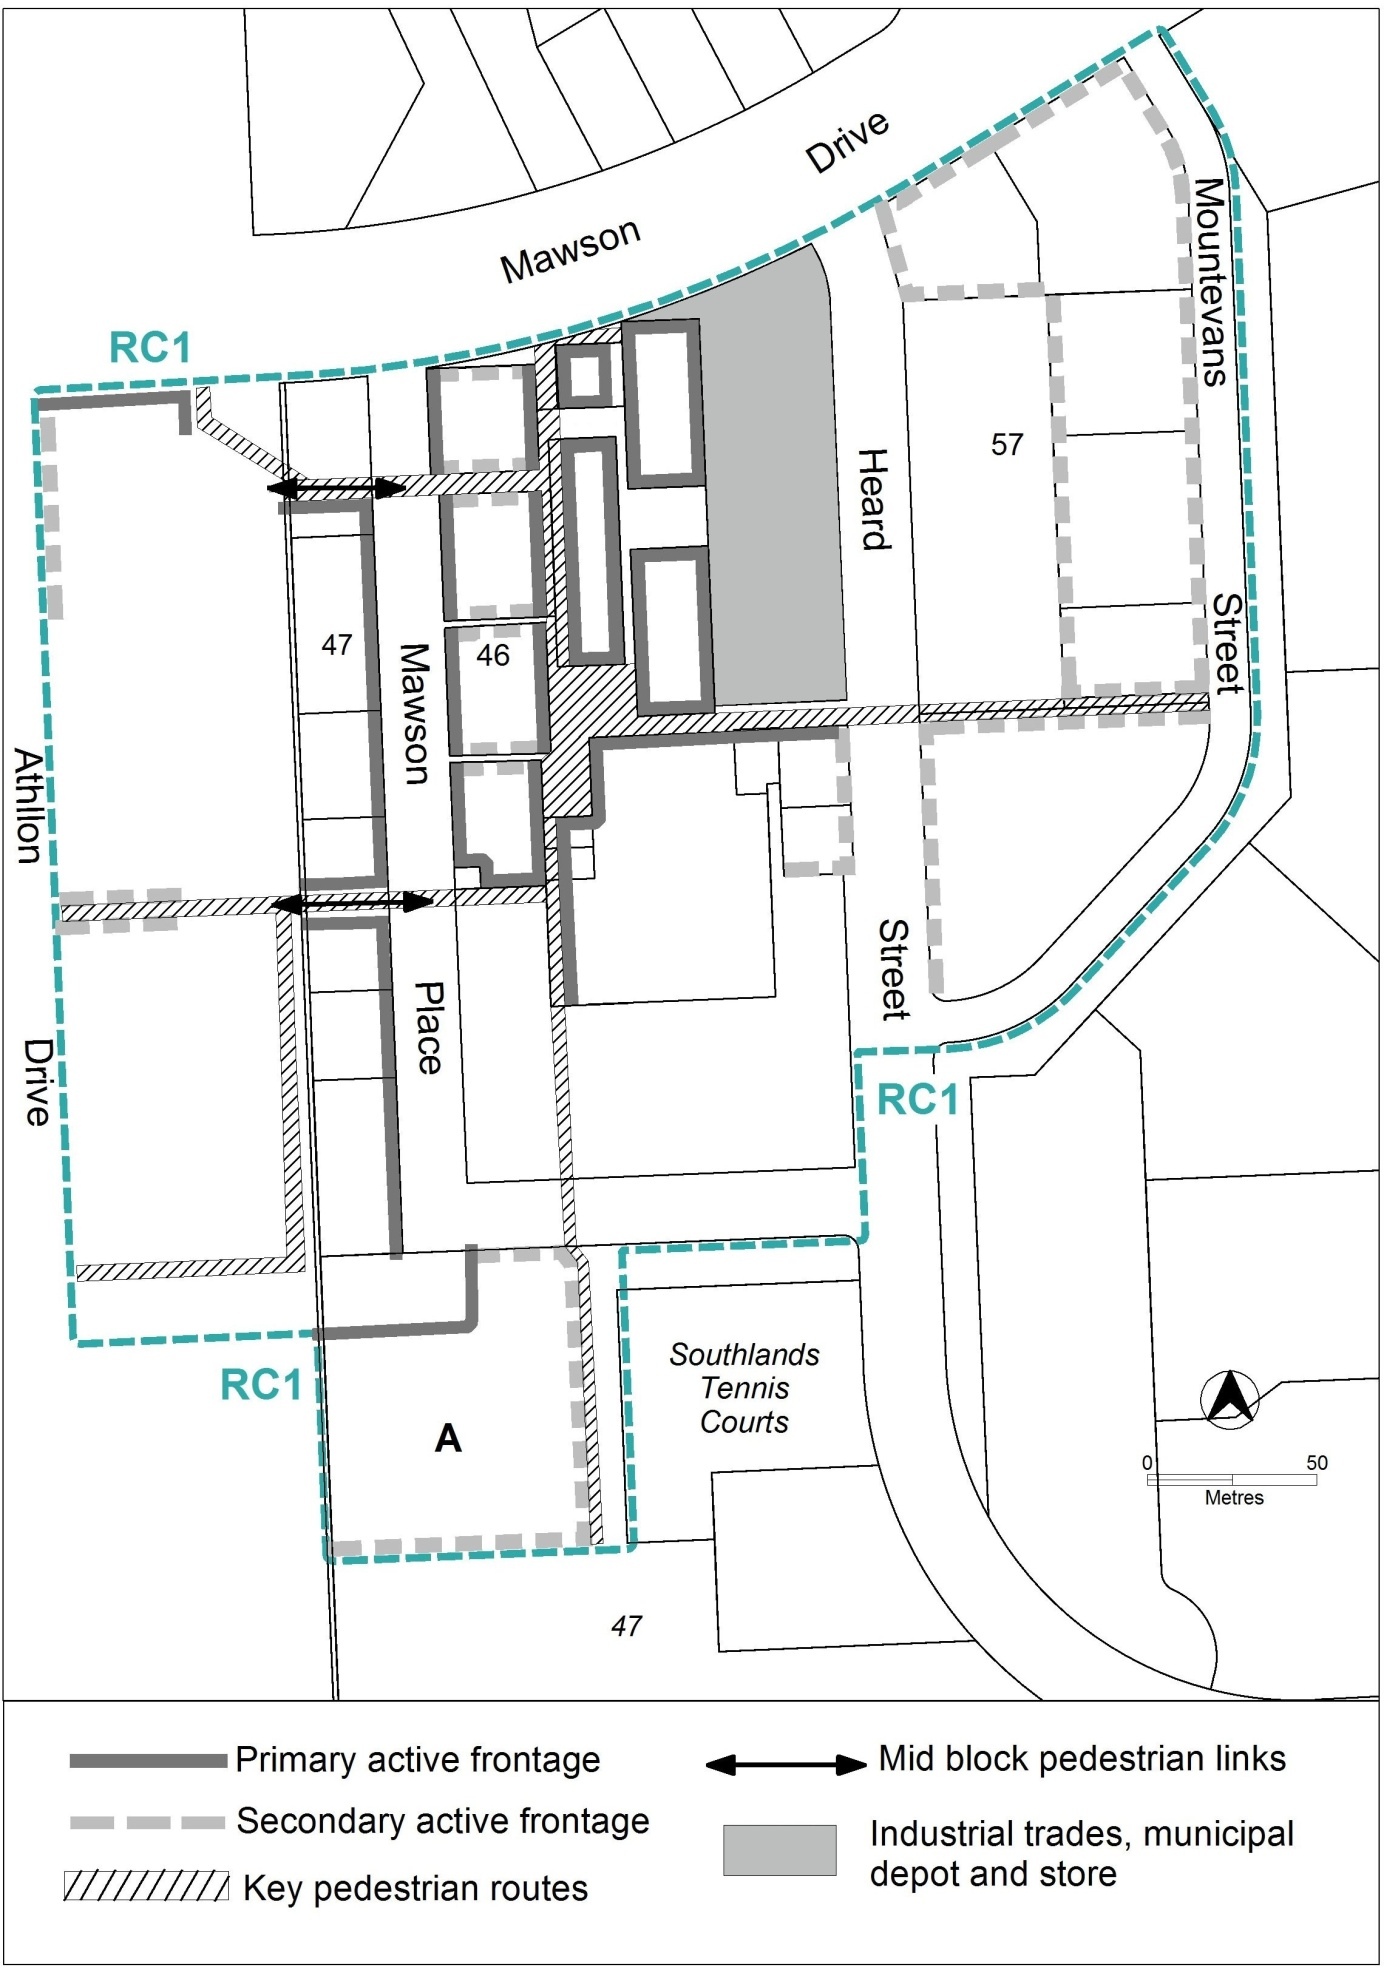 Drive
Mawson
Mountevans
RC1
57
Heard
47
46
Mawson
Street
Athllon
Street
Place
Drive
RC1
RC1
Southlands
Tennis
Courts
A
0 50
Metres
47
Primary active frontage
Secondary active frontage
Key pedestrian routes
Mid block pedestrian links
Industrial trades, municipal
depot and store